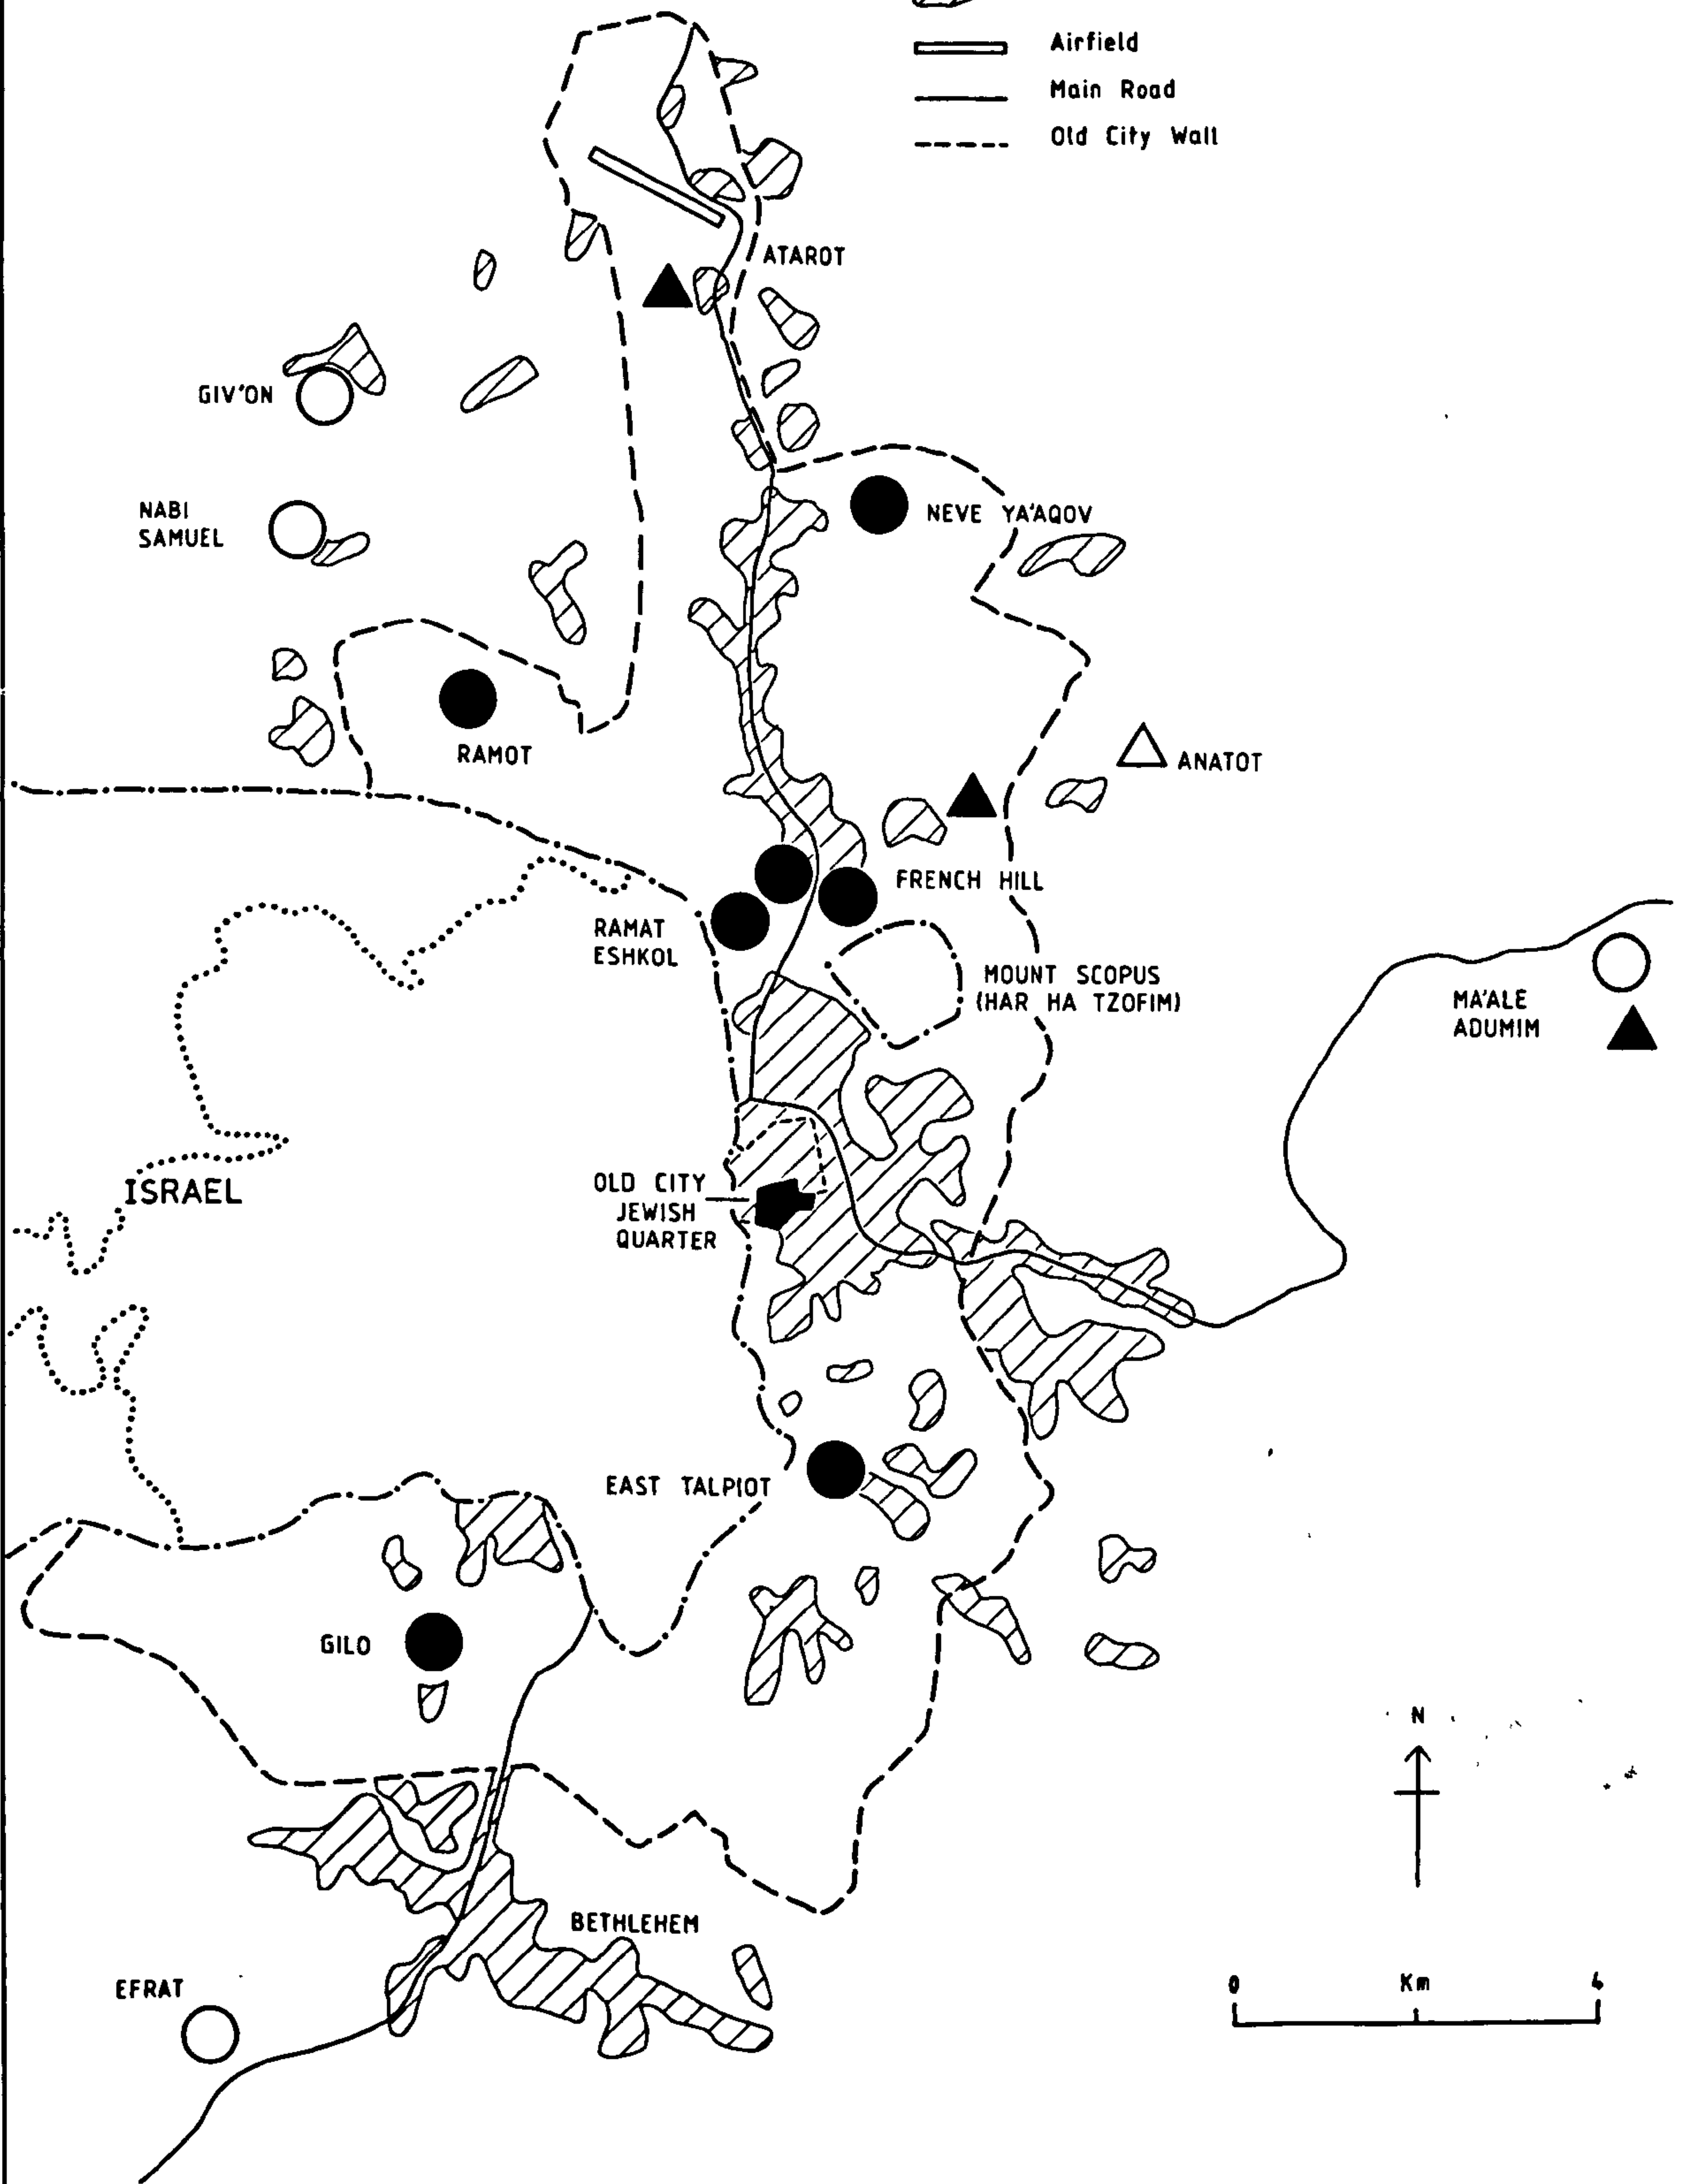 Airfield
Main Road
Old City Wall
ATAROT
GIV'ON
NABI
SAMUEL
NEVE YA'AQOV
RAMOT
ANATOT
FRENCH HILL
RAMAT
ESHKOL
MOUNT SCOPUS
(HAR HA TZOFIM)
MA'ALE
ADUMIM
ISRAEL
OLD CITY
JEWISH
QUARTER
EAST TALPIOT
GILO
N
BETHLEHEM
EFRAT
0 Km 4